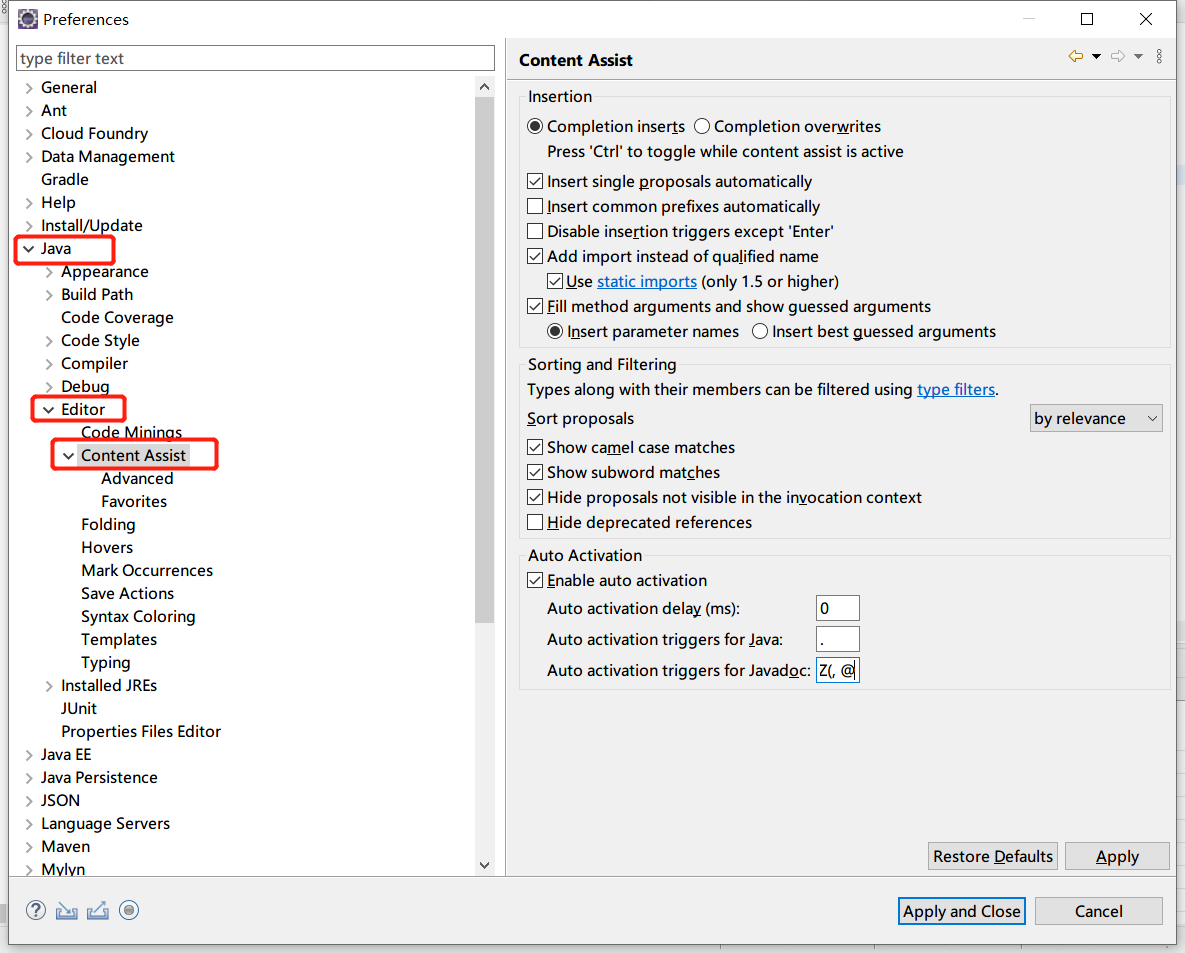 Preferences
type filter text
General
Ant
Cloud Foundry
Data Management
Gradle
Help
Install/Update
Java
Appearance
Build Path
Code Coverage
Code Style
Compiler
Debug
Editor
Code Minings
Content Assist
Advanced
Favorites
Folding
Hovers
Mark Occurrences
Save Actions
Syntax Coloring
Templates
Typing
Installed JREs
JUnit
Properties Files Editor
Java EE
Java Persistence
JSON
Language Servers
Maven
Mylyn
Content Assist
Insertion
Completion inserts Completion overwrites
Press 'Ctrl' to toggle while content assist is active
Insert single proposals automatically
Insert common prefixes automatically
Disable insertion triggers except 'Enter'
Add import instead of qualified name
Use static imports (only 1.5 or higher)
Fill method arguments and show guessed arguments
Insert parameter names Insert best guessed arguments
Sorting and Filtering
Types along with their members can be filtered using type filters.
Sort proposals by relevance
Show camel case matches
Show subword matches
Hide proposals not visible in the invocation context
Hide deprecated references
Auto Activation
Enable auto activation
Auto activation delay (ms): 0
Auto activation triggers for Java: .
Auto activation triggers for Javadoc: Z(, @
Restore Defaults Apply
Apply and Close Cancel